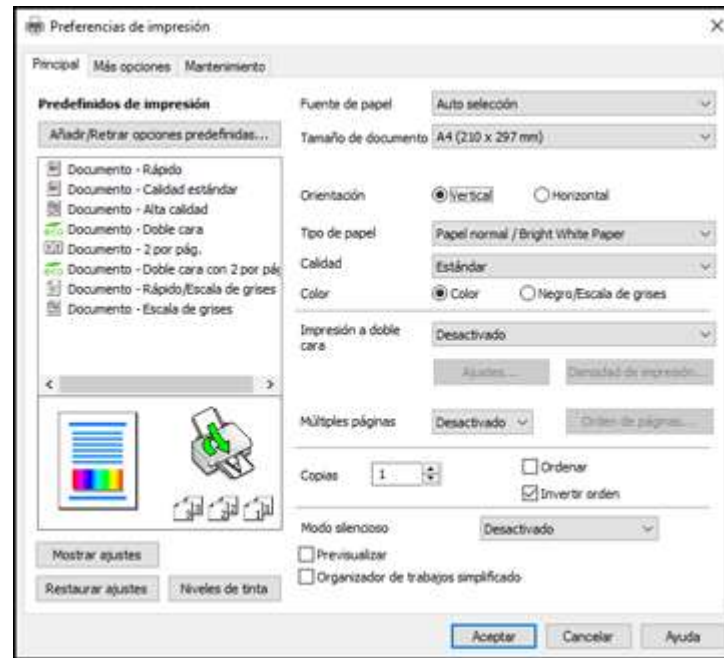 Preferencias de impresión
Principal Más opciones Mantenimiento
Predefinidos de impresión
Añadir/Retirar opciones predefinidas...
Documento - Rápido
Documento - Calidad estándar
Documento - Alta calidad
Documento - Doble cara
Documento - 2 por pág.
Documento - Doble cara con 2 por pág
Documento - Rápido/Escala de grises
Documento - Escala de grises
Mostrar ajustes
Restaurar ajustes Niveles de tinta
Fuente de papel Auto selección
Tamaño de documento A4 (210 x 297 mm)
Orientación Vertical Horizontal
Tipo de papel Papel normal / Bright White Paper
Calidad Estándar
Color Color Negro/Escala de grises
Impresión a doble
cara
Desactivado
Ajustes... Densidad de impresión...
Múltiples páginas Desactivado Orden de páginas...
Copias 1 Ordenar
Invertir orden
Modo silencioso Desactivado
Previsualizar
Organizador de trabajos simplificado
Aceptar Cancelar Ayuda